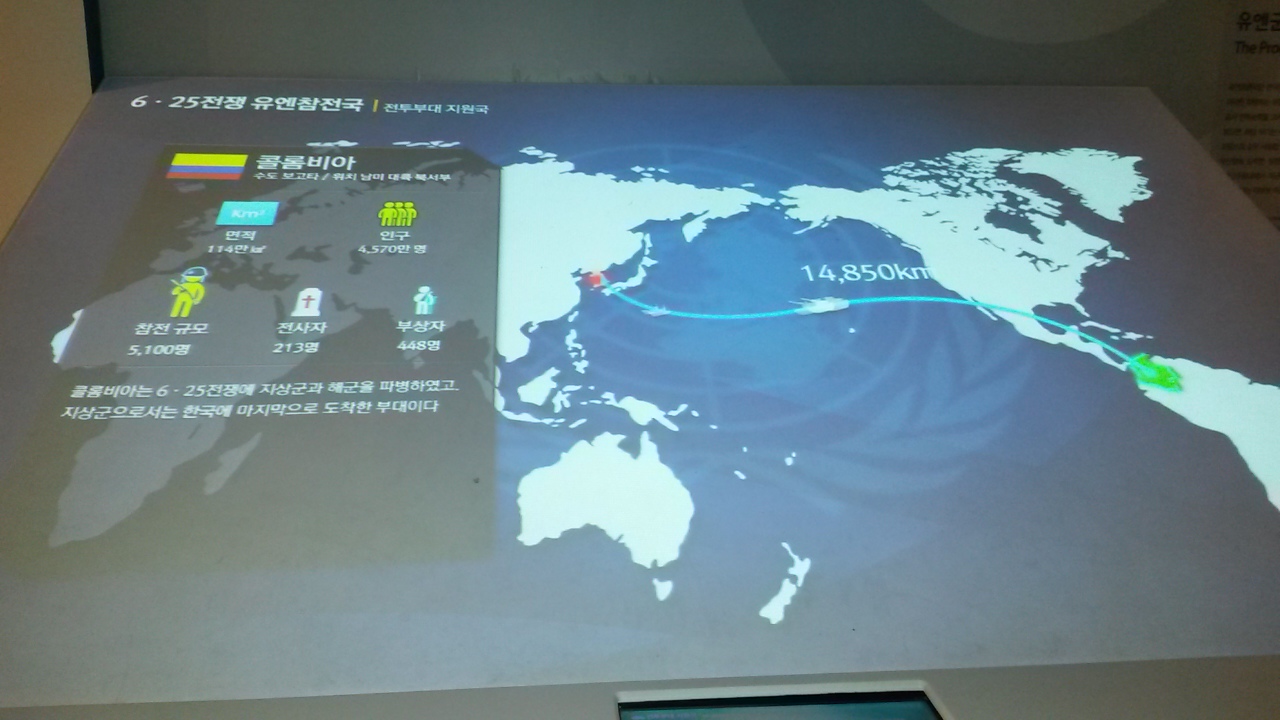 6 · 25전쟁 유엔참전국 | 전투부대 지원국
콜롬비아
수도 보고타 / 위치 남미 대륙 북서부
Km²
면적
114만 ㎢
인구
4,570만 명
참전 규모
5,100명
전사자
213명
부상자
448명
콜롬비아는 6 · 25전쟁에 지상군과 해군을 파병하였고.
지상군으로서는 한국에 마지막으로 도착한 부대이다
14,850km
유엔군
The Pro